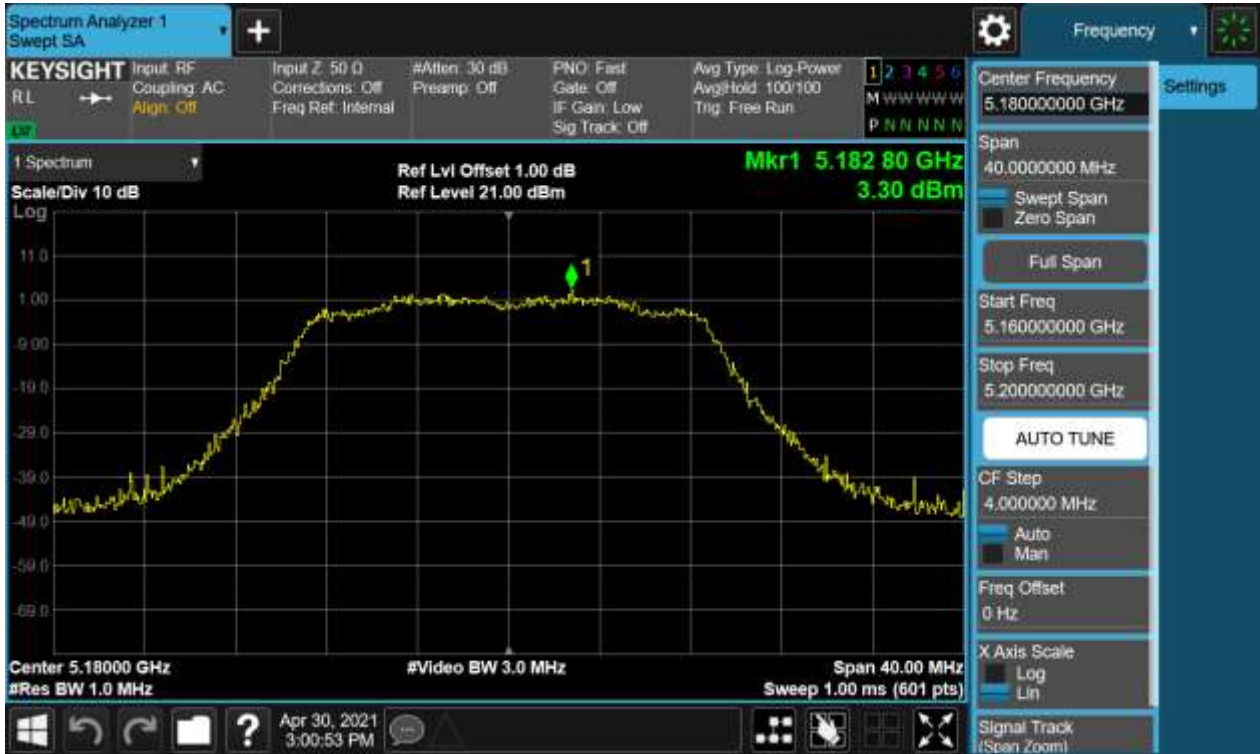 Spectrum Analyzer 1
Swept SA
+
Frequency
KEYSIGHT
RL
Input: RF
Coupling: AC
Align: Off
Input Z: 50 Ω
Corrections: Off
Freq Ref: Internal
#Atten: 30 dB
Preamp: Off
PNO: Fast
Gate: Off
IF Gain: Low
Sig Track: Off
Avg Type: Log-Power
Avg|Hold: 100/100
Trig: Free Run
1 2 3 4 5 6
M W W W W W
P N N N N N
1 Spectrum
Scale/Div 10 dB
Log
Ref Lvl Offset 1.00 dB
Ref Level 21.00 dBm
Mkr1 5.182 80 GHz
3.30 dBm
1
11.0
1.00
-9.00
-19.0
-29.0
-39.0
-49.0
-59.0
-69.0
Center 5.18000 GHz
#Res BW 1.0 MHz
#Video BW 3.0 MHz
Span 40.00 MHz
Sweep 1.00 ms (601 pts)
Center Frequency
5.180000000 GHz
Settings
Span
40.0000000 MHz
Swept Span
Zero Span
Full Span
Start Freq
5.160000000 GHz
Stop Freq
5.200000000 GHz
AUTO TUNE
CF Step
4.000000 MHz
Auto
Man
Freq Offset
0 Hz
X Axis Scale
Log
Lin
Signal Track
(Span Zoom)
?
Apr 30, 2021
3:00:53 PM